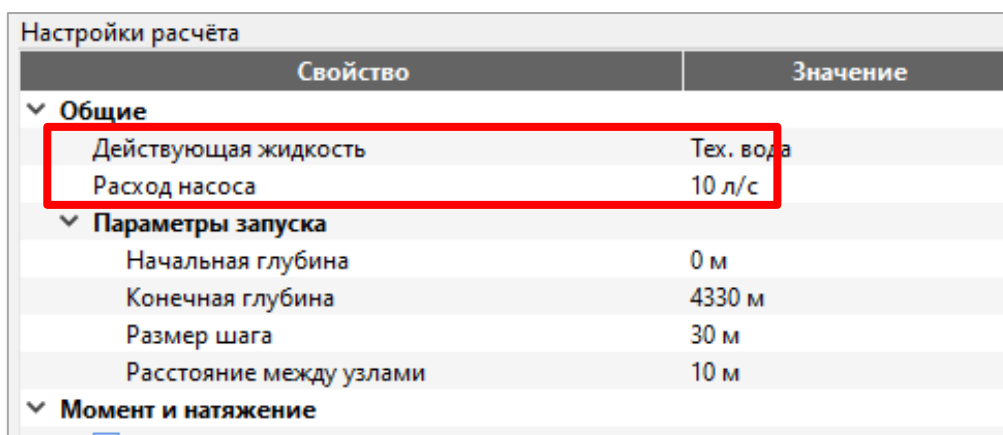 Настройки расчёта
Свойство Значение
Общие
Действующая жидкость Тех. вода
Расход насоса 10 л/с
Параметры запуска
Начальная глубина 0 м
Конечная глубина 4330 м
Размер шага 30 м
Расстояние между узлами 10 м
Момент и натяжение